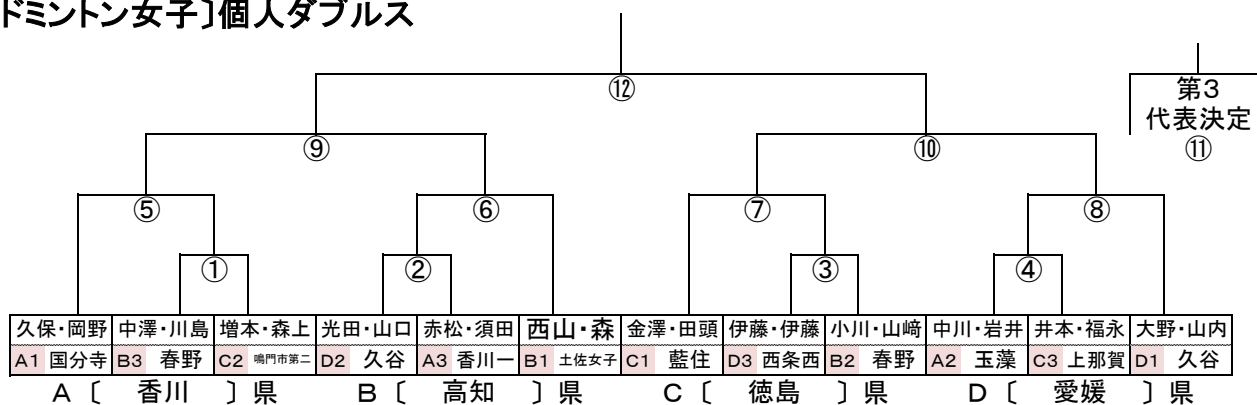 ドミントン女子〕個人ダブルス
⑫
第3
代表決定
⑪
⑨
⑩
⑤
⑥
⑦
⑧
①
②
③
④
久保・岡野 中澤・川島 増本・森上 光田・山口 赤松・須田 西山・森 金澤・田頭 伊藤・伊藤 小川・山﨑 中川・岩井 井本・福永 大野・山内
A1 国分寺 B3 春野 C2 鳴門市第二 D2 久谷 A3 香川一 B1 土佐女子 C1 藍住 D3 西条西 B2 春野 A2 玉藻 C3 上那賀 D1 久谷
A〔 香川 〕県 B〔 高知 〕県 C〔 徳島 〕県 D〔 愛媛 〕県